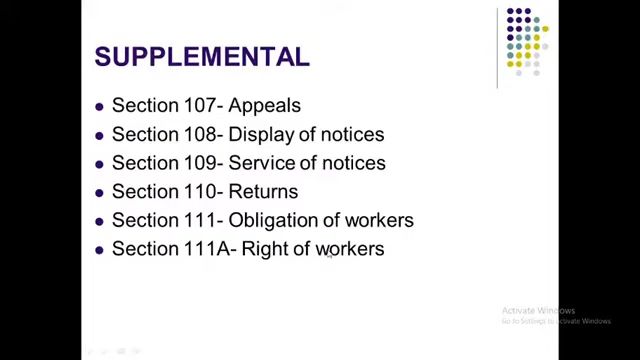 SUPPLEMENTAL
Section 107- Appeals
Section 108- Display of notices
Section 109- Service of notices
Section 110- Returns
Section 111- Obligation of workers
Section 111A- Right of workers
Activate Windows
Go to Settings to activate Windows.